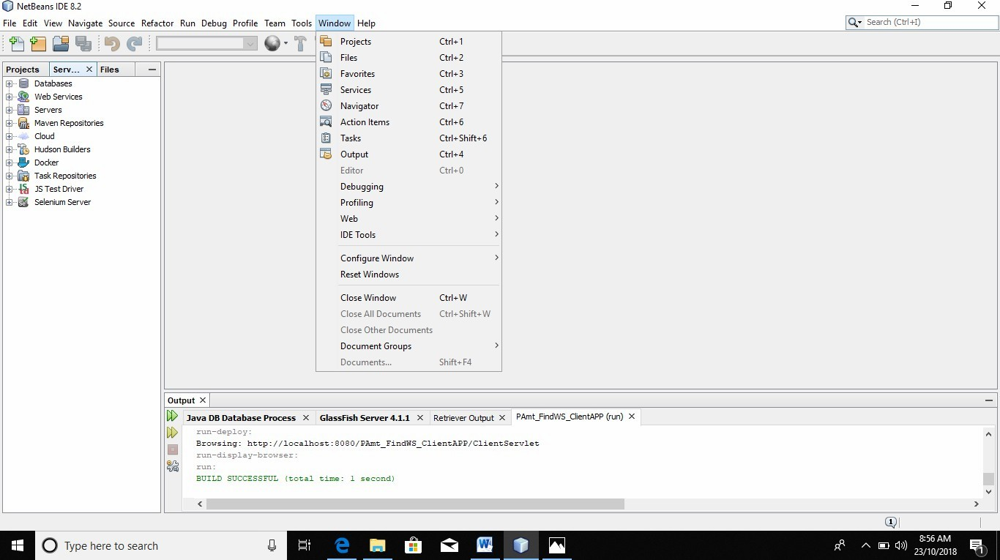 NetBeans IDE 8.2
File Edit View Navigate Source Refactor Run Debug Profile Team Tools Window Help
Search (Ctrl+I)
Projects Serv... Files
Databases
Web Services
Servers
Maven Repositories
Cloud
Hudson Builders
Docker
Task Repositories
JS Test Driver
Selenium Server
Projects Ctrl+1
Files Ctrl+2
Favorites Ctrl+3
Services Ctrl+5
Navigator Ctrl+7
Action Items Ctrl+6
Tasks Ctrl+Shift+6
Output Ctrl+4
Editor Ctrl+0
Debugging
Profiling
Web
IDE Tools
Configure Window
Reset Windows
Close Window Ctrl+W
Close All Documents Ctrl+Shift+W
Close Other Documents
Document Groups
Documents... Shift+F4
Output
Java DB Database Process GlassFish Server 4.1.1 Retriever Output PAmt_FindWS_ClientAPP (run)
run-deploy:
Browsing: http://localhost:8080/PAmt_FindWS_ClientAPP/ClientServlet
run-display-browser:
run:
BUILD SUCCESSFUL (total time: 1 second)
1
Type here to search
8:56 AM
23/10/2018
1